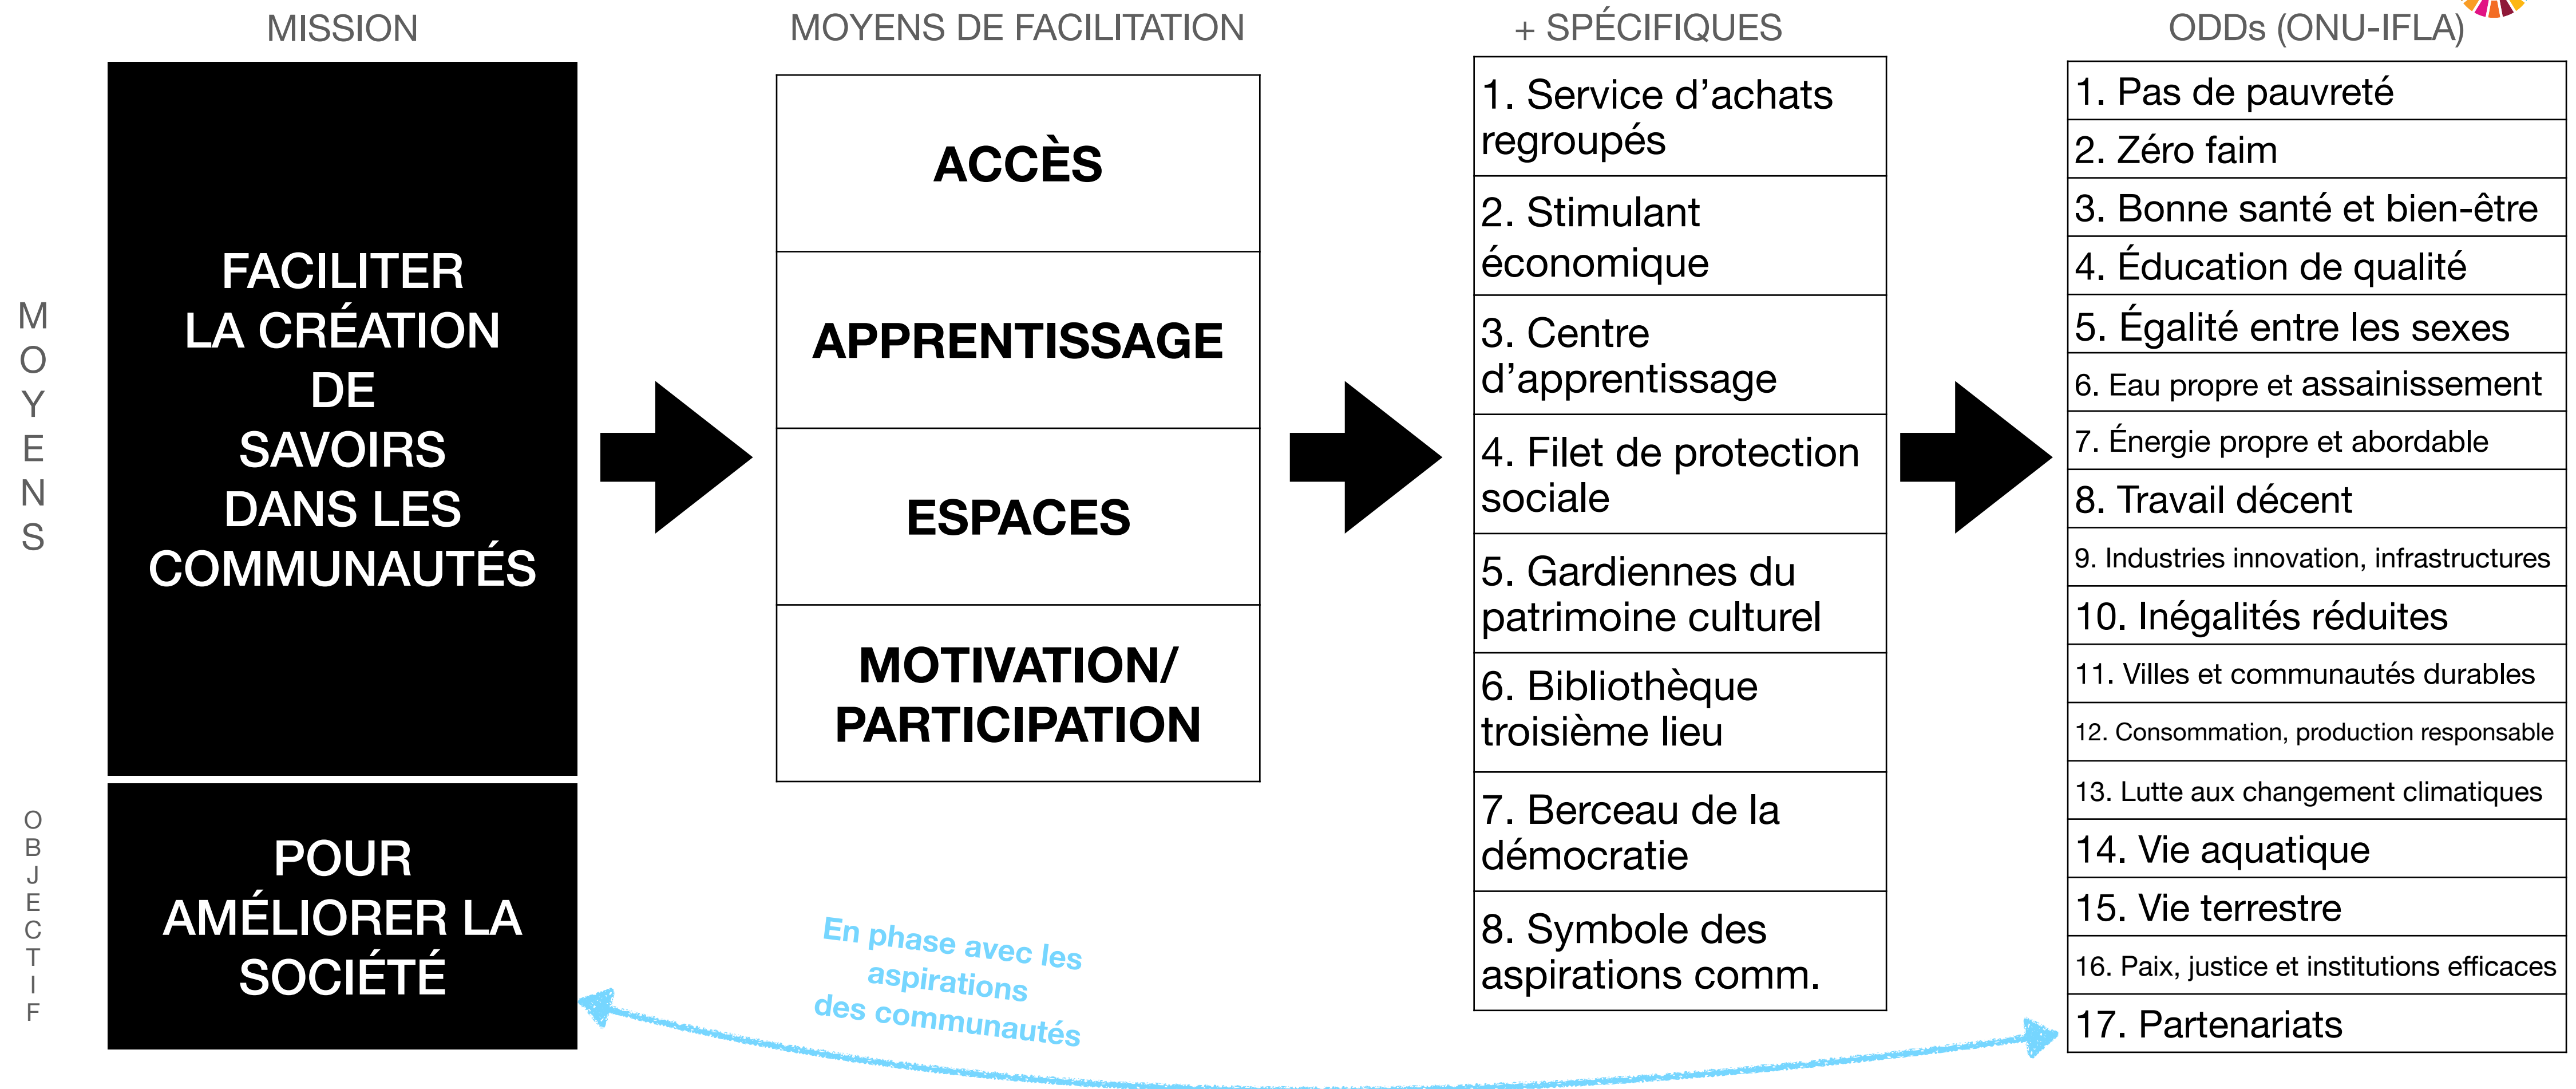 MISSION
MOYENS DE FACILITATION
+ SPÉCIFIQUES
ODDs (ONU-IFLA)
MOYENS
FACILITER
LA CRÉATION
DE
SAVOIRS
DANS LES
COMMUNAUTÉS
OBJECTIF
POUR
AMÉLIORER LA
SOCIÉTÉ
ACCÈS
APPRENTISSAGE
ESPACES
MOTIVATION/
PARTICIPATION
En phase avec les
aspirations
des communautés
1. Service d’achats
regroupés
2. Stimulant
économique
3. Centre
d’apprentissage
4. Filet de protection
sociale
5. Gardiennes du
patrimoine culturel
6. Bibliothèque
troisième lieu
7. Berceau de la
démocratie
8. Symbole des
aspirations comm.
1. Pas de pauvreté
2. Zéro faim
3. Bonne santé et bien-être
4. Éducation de qualité
5. Égalité entre les sexes
6. Eau propre et assainissement
7. Énergie propre et abordable
8. Travail décent
9. Industries innovation, infrastructures
10. Inégalités réduites
11. Villes et communautés durables
12. Consommation, production responsable
13. Lutte aux changement climatiques
14. Vie aquatique
15. Vie terrestre
16. Paix, justice et institutions efficaces
17. Partenariats